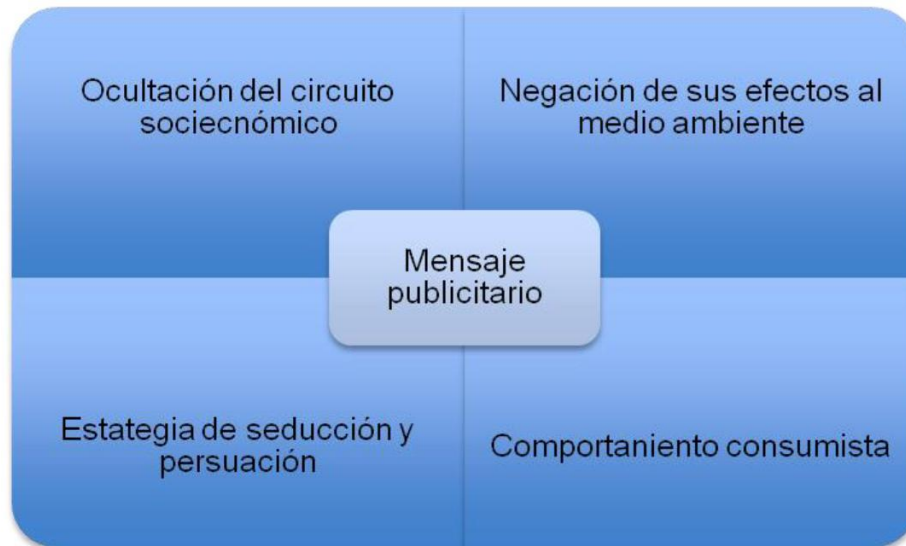 Ocultación del circuito
sociecnómico
Negación de sus efectos al
medio ambiente
Mensaje
publicitario
Estategia de seducción y
persuación
Comportaniento consumista